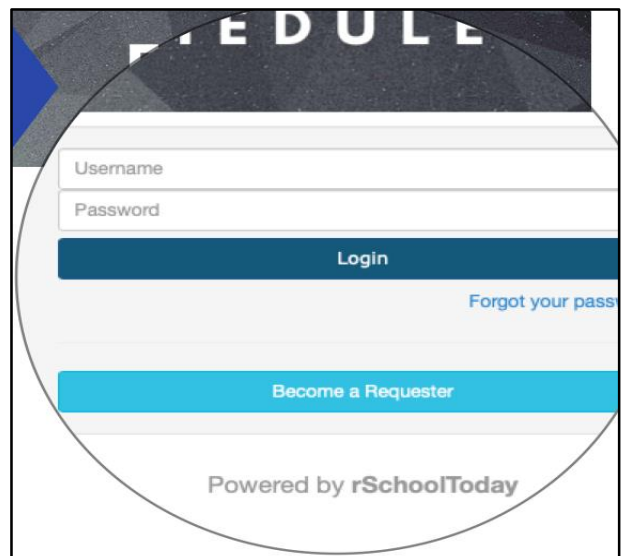 EDULE
Username
Password
Login
Forgot your pass
Become a Requester
Powered by rSchoolToday